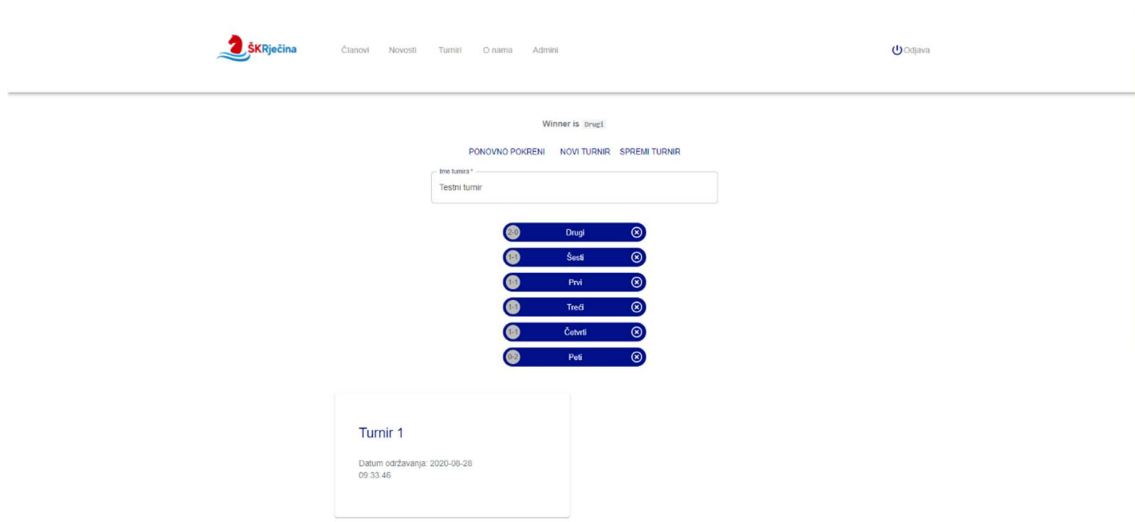 ŠKRječina
Članovi Novosti Turniri O nama Admini
Odjava
Winner is Drugi
PONOVNO POKRENI NOVI TURNIR SPREMI TURNIR
Ime turnira *
Testni turnir
2-0 Drugi
1-1 Šesti
1-1 Prvi
1-1 Treći
1-1 Četvrti
0-2 Peti
Turnir 1
Datum održavanja: 2020-08-28
09:33:46